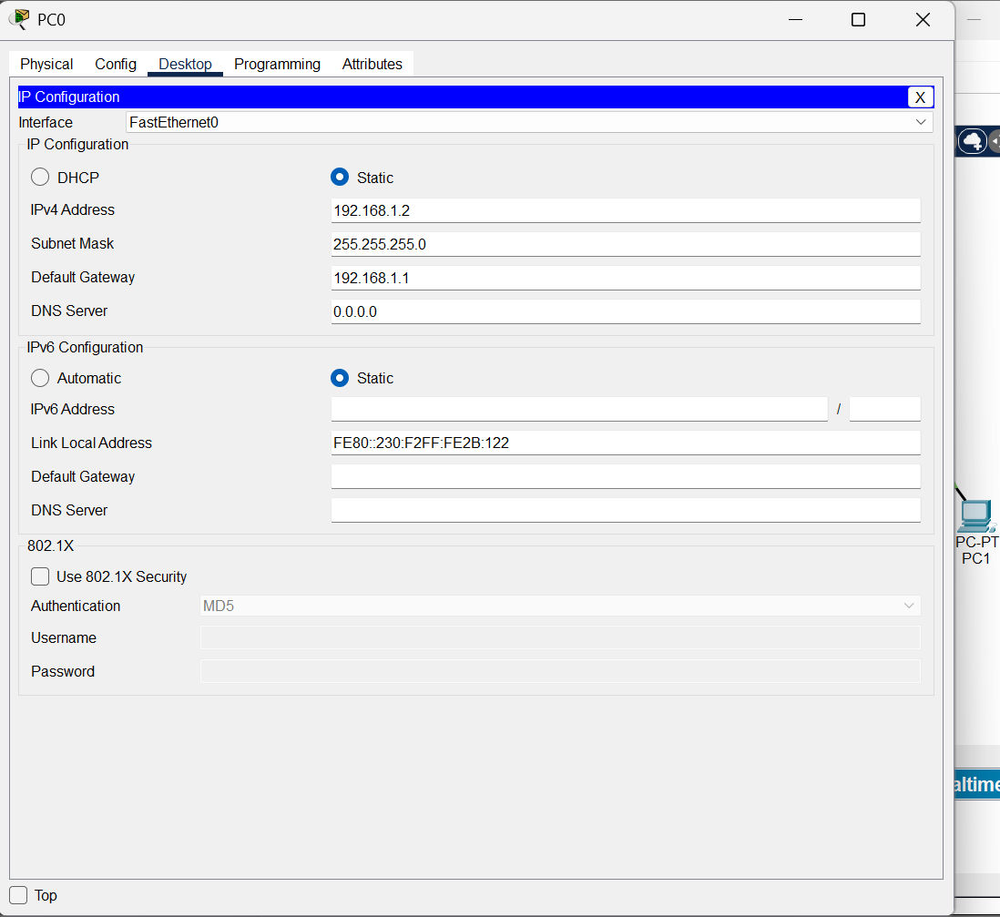 PC0
Physical Config Desktop Programming Attributes
IP Configuration X
Interface FastEthernet0
IP Configuration
DHCP Static
IPv4 Address 192.168.1.2
Subnet Mask 255.255.255.0
Default Gateway 192.168.1.1
DNS Server 0.0.0.0
IPv6 Configuration
Automatic Static
IPv6 Address /
Link Local Address FE80::230:F2FF:FE2B:122
Default Gateway
DNS Server
802.1X
Use 802.1X Security
Authentication MD5
Username
Password
Top
PC-PT
PC1
altime